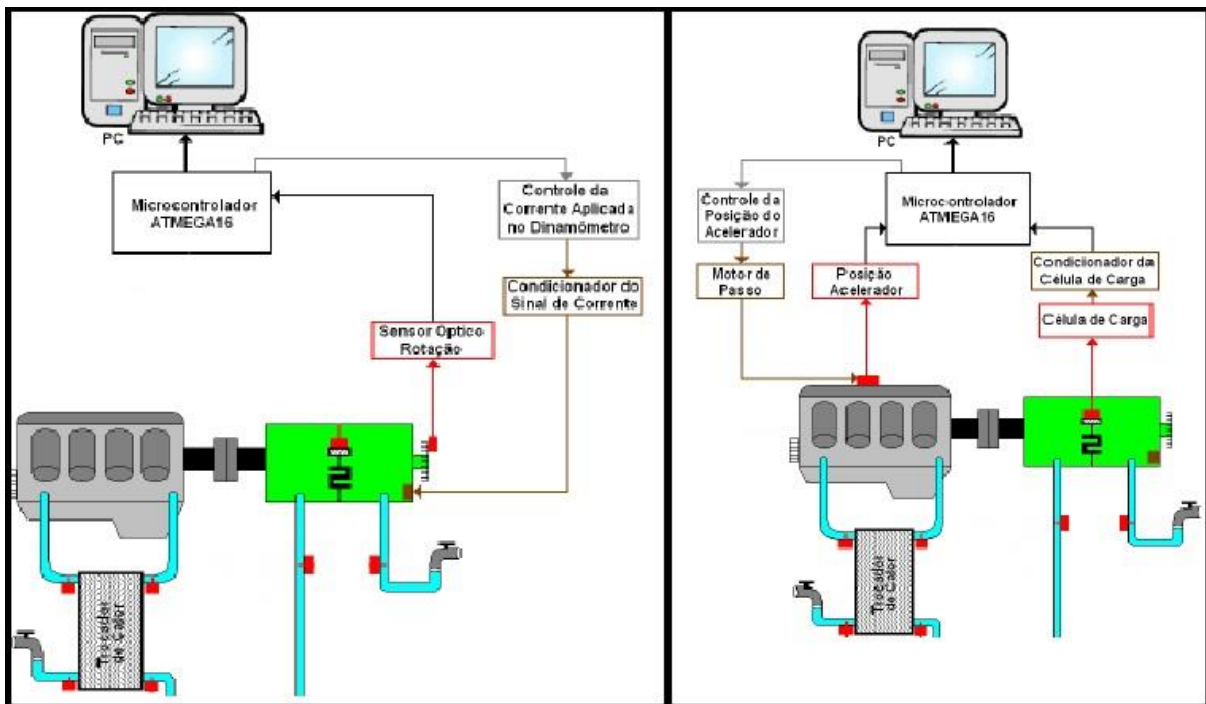 PC
Microcontrolador
ATMEGA16
Controle da
Corrente Aplicada
no Dinamômetro
Condicionador do
Sinal de Corrente
Sensor Optico
Rotação
Trocador
de Calor
PC
Microcontrolador
ATMEGA16
Controle da
Posição do
Acelerador
Motor de
Passo
Posição
Acelerador
Condicionador da
Célula de Carga
Célula de Carga
Trocador
de Calor